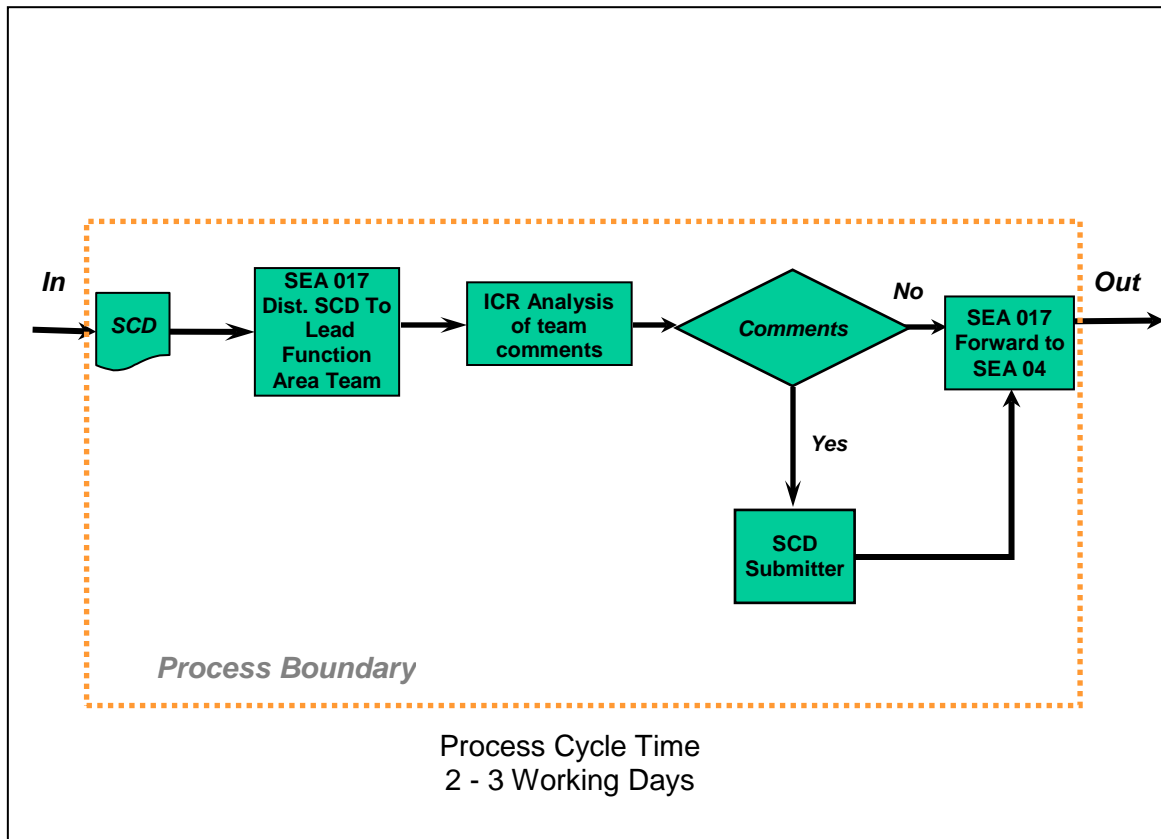 In
SCD
SEA 017
Dist. SCD To
Lead
Function
Area Team
ICR Analysis
of team
comments
Comments
No
SEA 017
Forward to
SEA 04
Out
Yes
SCD
Submitter
Process Boundary
Process Cycle Time
2 - 3 Working Days